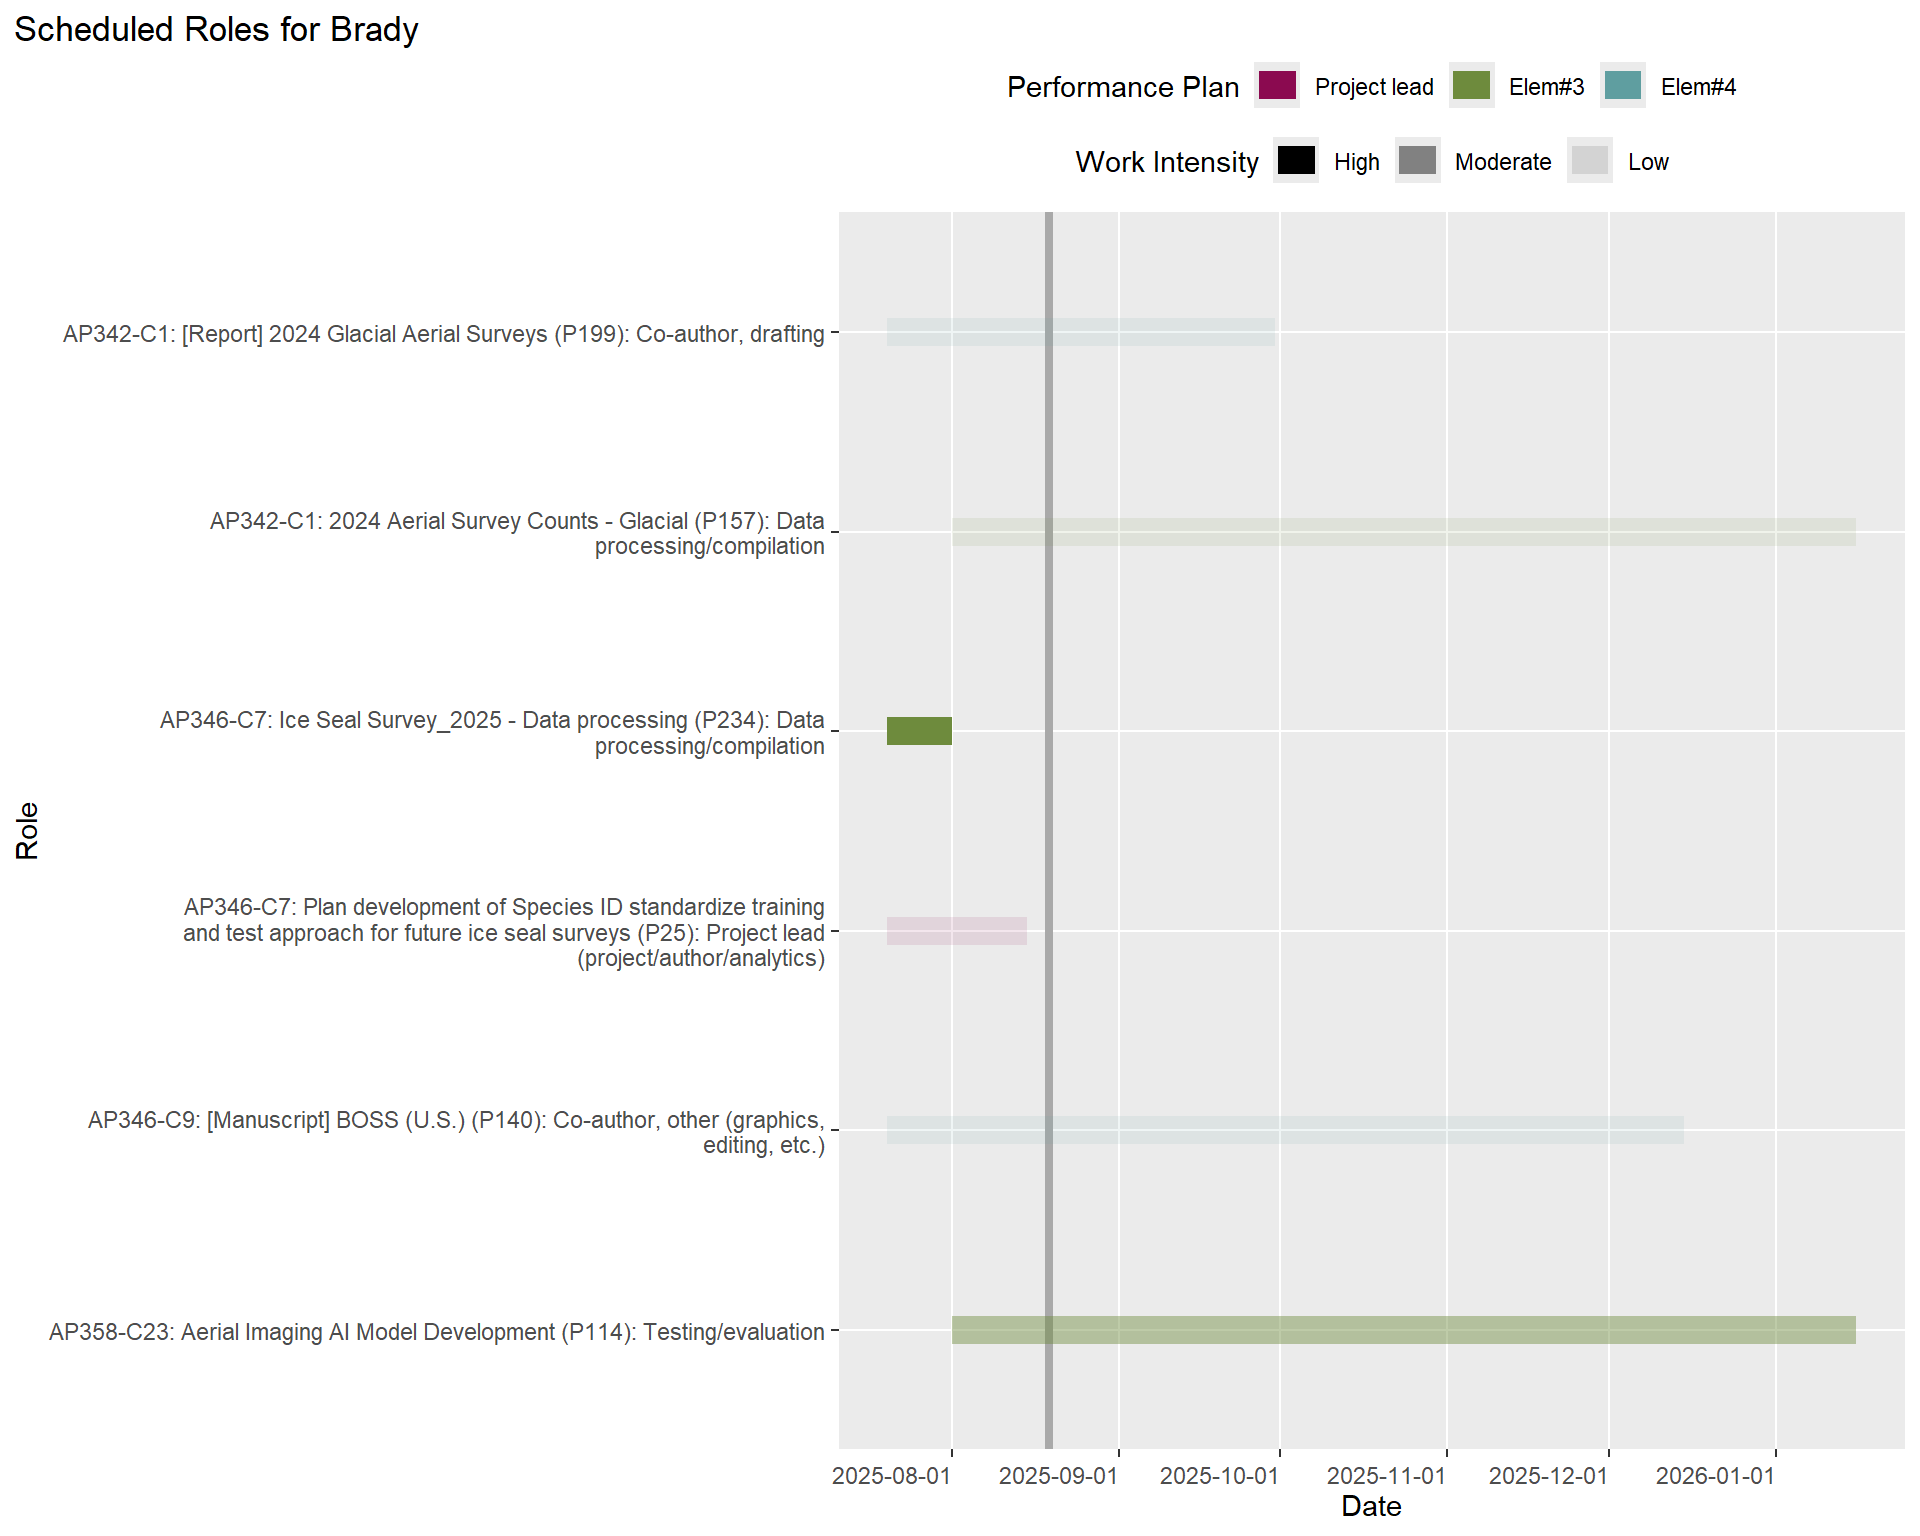 Scheduled Roles for Brady
Performance Plan Project lead Elem#3 Elem#4
Work Intensity High Moderate Low
AP342-C1: [Report] 2024 Glacial Aerial Surveys (P199): Co-author, drafting
AP342-C1: 2024 Aerial Survey Counts - Glacial (P157): Data
processing/compilation
AP346-C7: Ice Seal Survey_2025 - Data processing (P234): Data
processing/compilation
Role
AP346-C7: Plan development of Species ID standardize training
and test approach for future ice seal surveys (P25): Project lead
(project/author/analytics)
AP346-C9: [Manuscript] BOSS (U.S.) (P140): Co-author, other (graphics,
editing, etc.)
AP358-C23: Aerial Imaging AI Model Development (P114): Testing/evaluation
2025-08-01 2025-09-01 2025-10-01 2025-11-01 2025-12-01 2026-01-01
Date